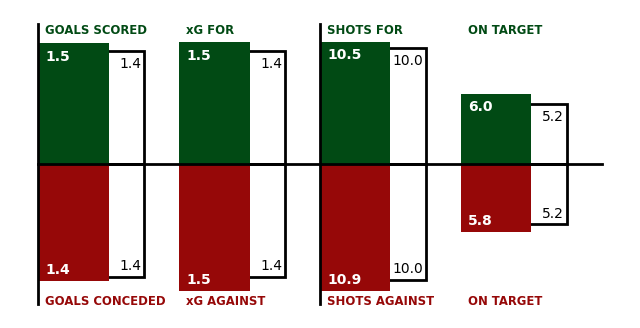 GOALS SCORED xG FOR SHOTS FOR ON TARGET
1.5 1.4 1.5 1.4 10.5 10.0 6.0 5.2
1.4 1.4 1.5 1.4 10.9 10.0 5.8 5.2
GOALS CONCEDED xG AGAINST SHOTS AGAINST ON TARGET